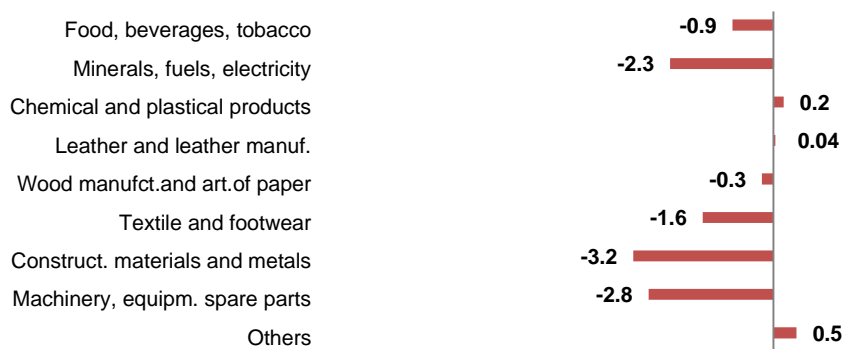 Food, beverages, tobacco -0.9
Minerals, fuels, electricity -2.3
Chemical and plastical products 0.2
Leather and leather manuf. 0.04
Wood manufct.and art.of paper -0.3
Textile and footwear -1.6
Construct. materials and metals -3.2
Machinery, equipm. spare parts -2.8
Others 0.5